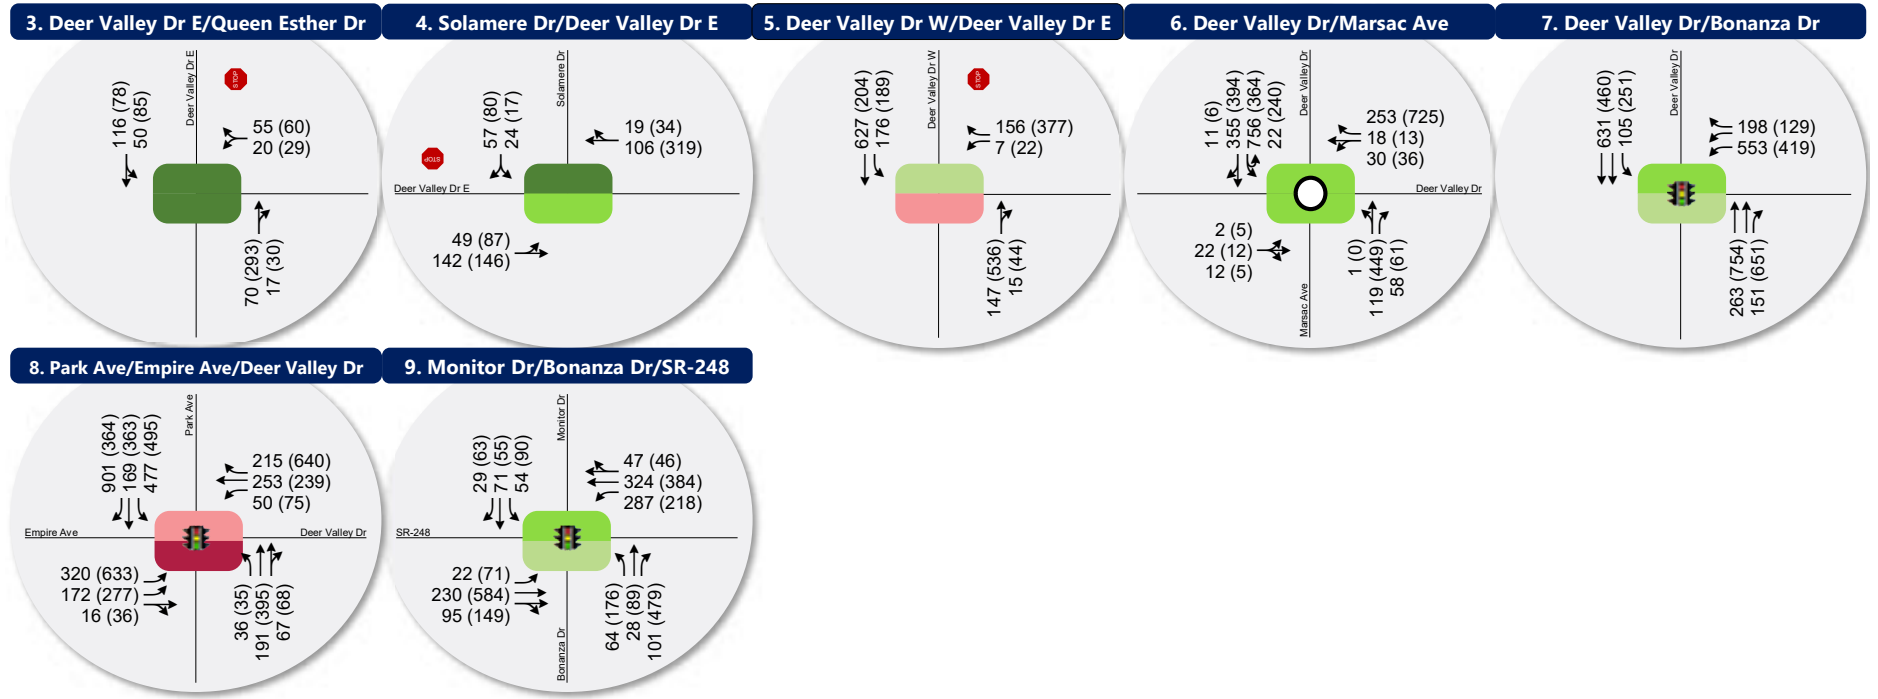 3. Deer Valley Dr E/Queen Esther Dr
116 (78)
50 (85)
Deer Valley Dr E
STOP
55 (60)
20 (29)
70 (293)
17 (30)
4. Solamere Dr/Deer Valley Dr E
57 (80)
24 (17)
Solamere Dr
19 (34)
106 (319)
STOP
Deer Valley Dr E
49 (87)
142 (146)
5. Deer Valley Dr W/Deer Valley Dr E
627 (204)
176 (189)
Deer Valley Dr W
STOP
156 (377)
7 (22)
147 (536)
15 (44)
6. Deer Valley Dr/Marsac Ave
11 (6)
355 (394)
756 (364)
22 (240)
Deer Valley Dr
253 (725)
18 (13)
30 (36)
Deer Valley Dr
2 (5)
22 (12)
12 (5)
Marsac Ave
1 (0)
119 (449)
58 (61)
7. Deer Valley Dr/Bonanza Dr
631 (460)
105 (251)
Deer Valley Dr
198 (129)
553 (419)
263 (754)
151 (651)
8. Park Ave/Empire Ave/Deer Valley Dr
901 (364)
169 (363)
477 (495)
Park Ave
215 (640)
253 (239)
50 (75)
Empire Ave
Deer Valley Dr
320 (633)
172 (277)
16 (36)
36 (35)
191 (395)
67 (68)
9. Monitor Dr/Bonanza Dr/SR-248
29 (63)
71 (55)
54 (90)
Monitor Dr
47 (46)
324 (384)
287 (218)
SR-248
22 (71)
230 (584)
95 (149)
Bonanza Dr
64 (176)
28 (89)
101 (479)